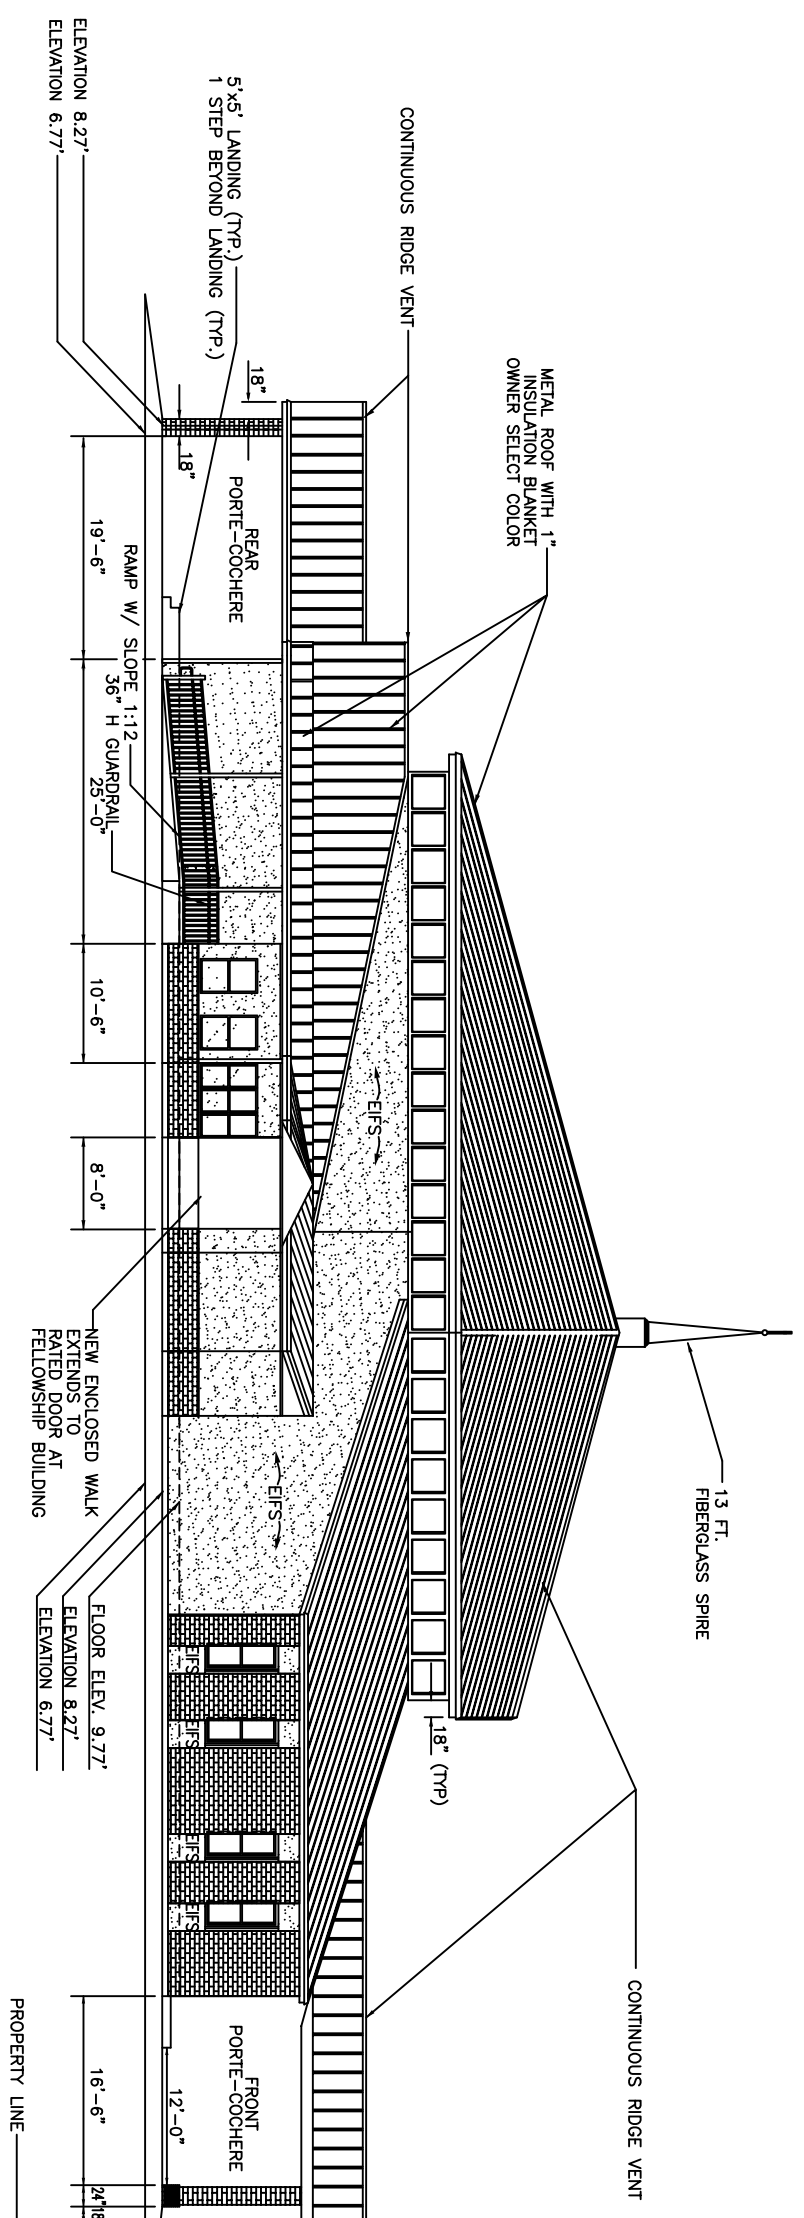 13 FT.
FIBERGLASS SPIRE
CONTINUOUS RIDGE VENT
METAL ROOF WITH 1"
INSULATION BLANKET
OWNER SELECT COLOR
CONTINUOUS RIDGE VENT
18" (TYP)
EIFS
EIFS
5'x5' LANDING (TYP.)
1 STEP BEYOND LANDING (TYP.)
18"
18"
REAR
PORTE-COCHERE
FRONT
PORTE-COCHERE
EIFS
EIFS
EIFS
EIFS
12'-0"
ELEVATION 8.27'
ELEVATION 6.77'
19'-6"
RAMP W/ SLOPE 1:12
36" H GUARDRAIL
25'-0"
10'-6"
8'-0"
16'-6"
24"
18
NEW ENCLOSED WALK
EXTENDS TO
RATED DOOR AT
FELLOWSHIP BUILDING
FLOOR ELEV. 9.77'
ELEVATION 8.27'
ELEVATION 6.77'
PROPERTY LINE